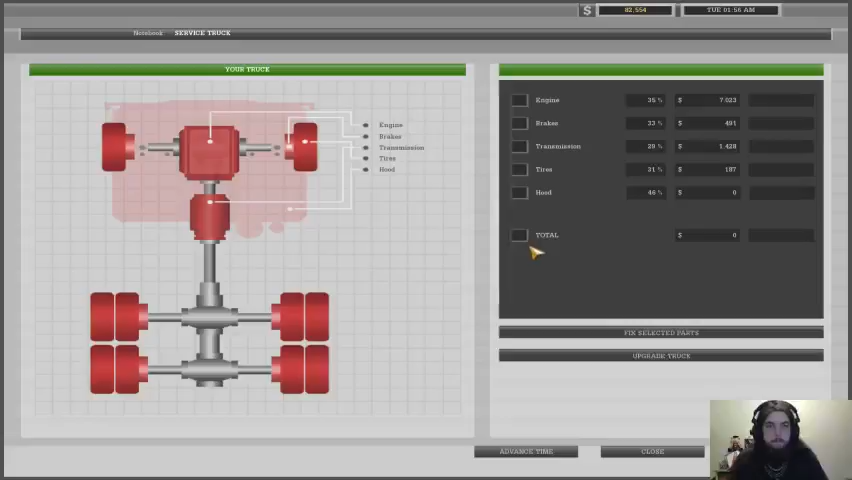 $ 82,554 TUE 01:56 AM
Notebook: SERVICE TRUCK
YOUR TRUCK
Engine
Brakes
Transmission
Tires
Hood
Engine 35 % $ 7.023
Brakes 33 % $ 491
Transmission 29 % $ 1.428
Tires 31 % $ 187
Hood 46 % $ 0
TOTAL $ 0
FIX SELECTED PARTS
UPGRADE TRUCK
ADVANCE TIME CLOSE